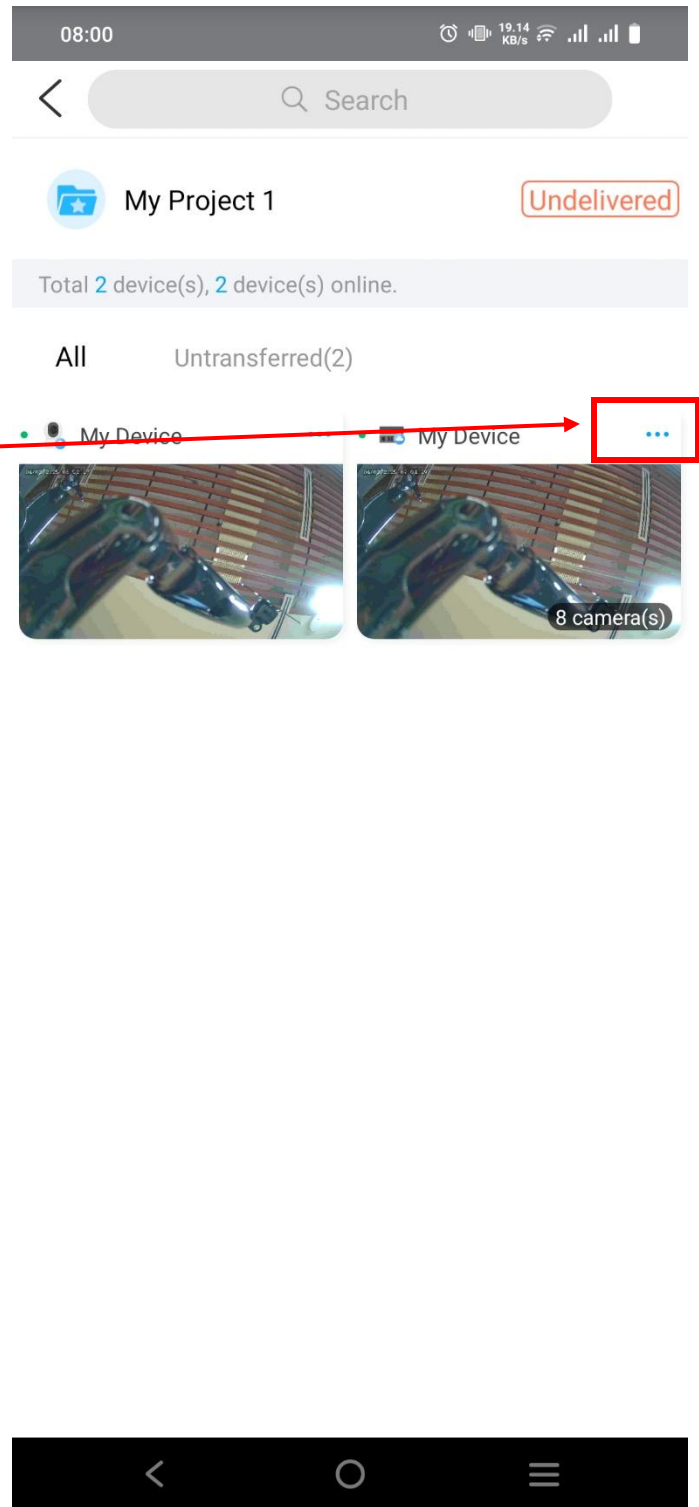 08:00
19.14
KB/s
Search
My Project 1
Undelivered
Total 2 device(s), 2 device(s) online.
All
Untransferred(2)
My Device
My Device
8 camera(s)